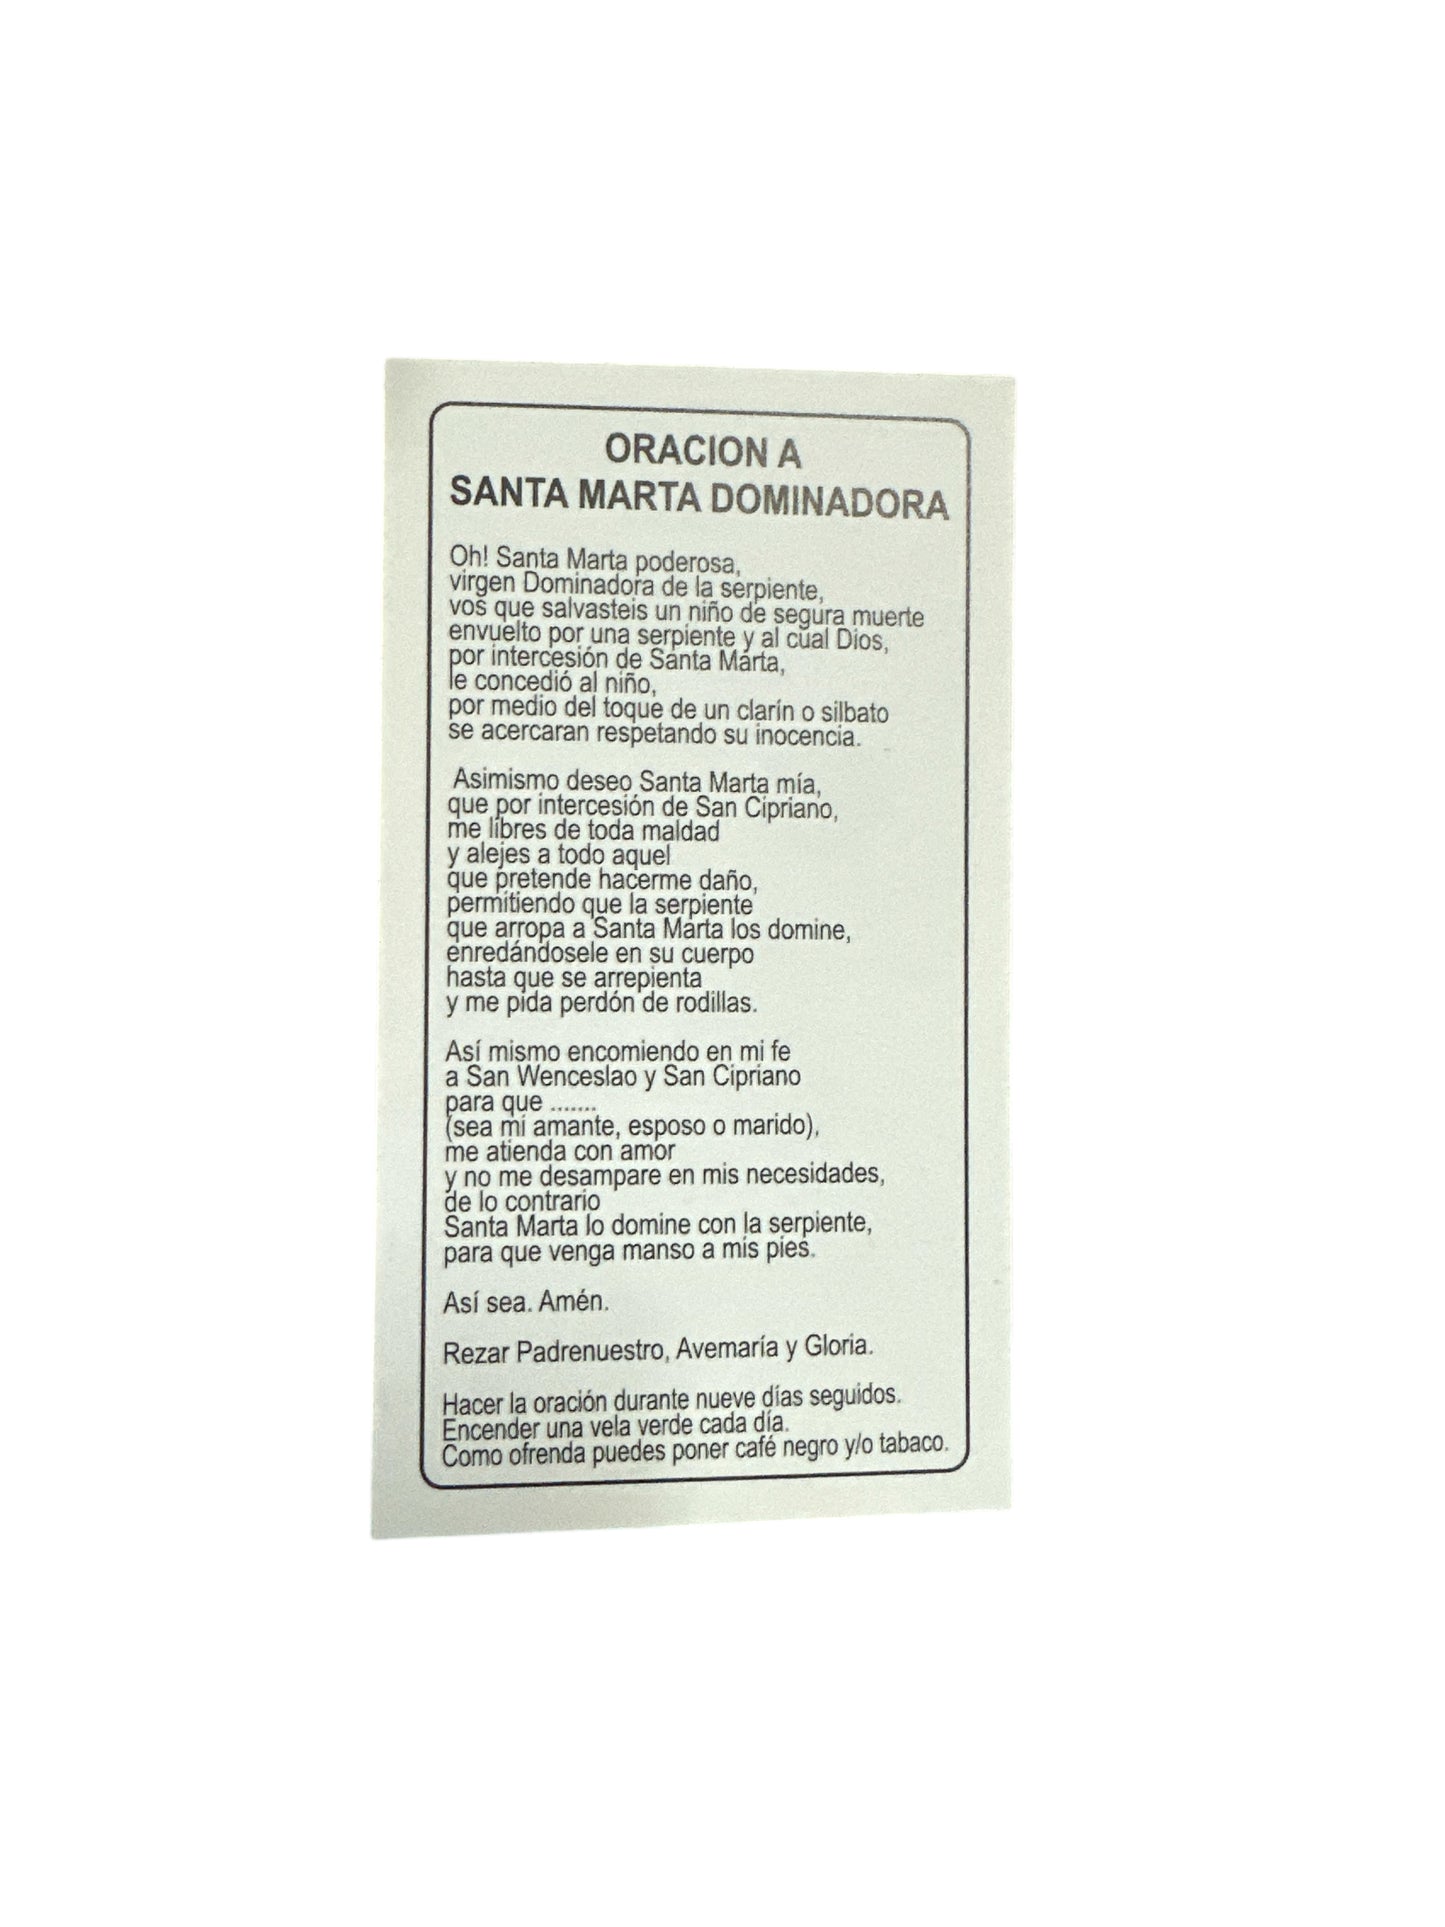 ORACION A
SANTA MARTA DOMINADORA
Oh! Santa Marta poderosa,
virgen Dominadora de la serpiente,
vos que salvasteis un niño de segura muerte
envuelto por una serpiente y al cual Dios,
por intercesión de Santa Marta,
le concedió al niño,
por medio del toque de un clarín o silbato
se acercaran respetando su inocencia.
Asimismo deseo Santa Marta mía,
que por intercesión de San Cipriano,
me libres de toda maldad
y alejes a todo aquel
que pretende hacerme daño,
permitiendo que la serpiente
que arropa a Santa Marta los domine,
enredándosele en su cuerpo
hasta que se arrepienta
y me pida perdón de rodillas.
Así mismo encomiendo en mi fe
a San Wenceslao y San Cipriano
para que .......
(sea mi amante, esposo o marido),
me atienda con amor
y no me desampare en mis necesidades,
de lo contrario
Santa Marta lo domine con la serpiente,
para que venga manso a mis pies.
Así sea. Amén.
Rezar Padrenuestro, Avemaría y Gloria.
Hacer la oración durante nueve días seguidos.
Encender una vela verde cada día.
Como ofrenda puedes poner café negro y/o tabaco.